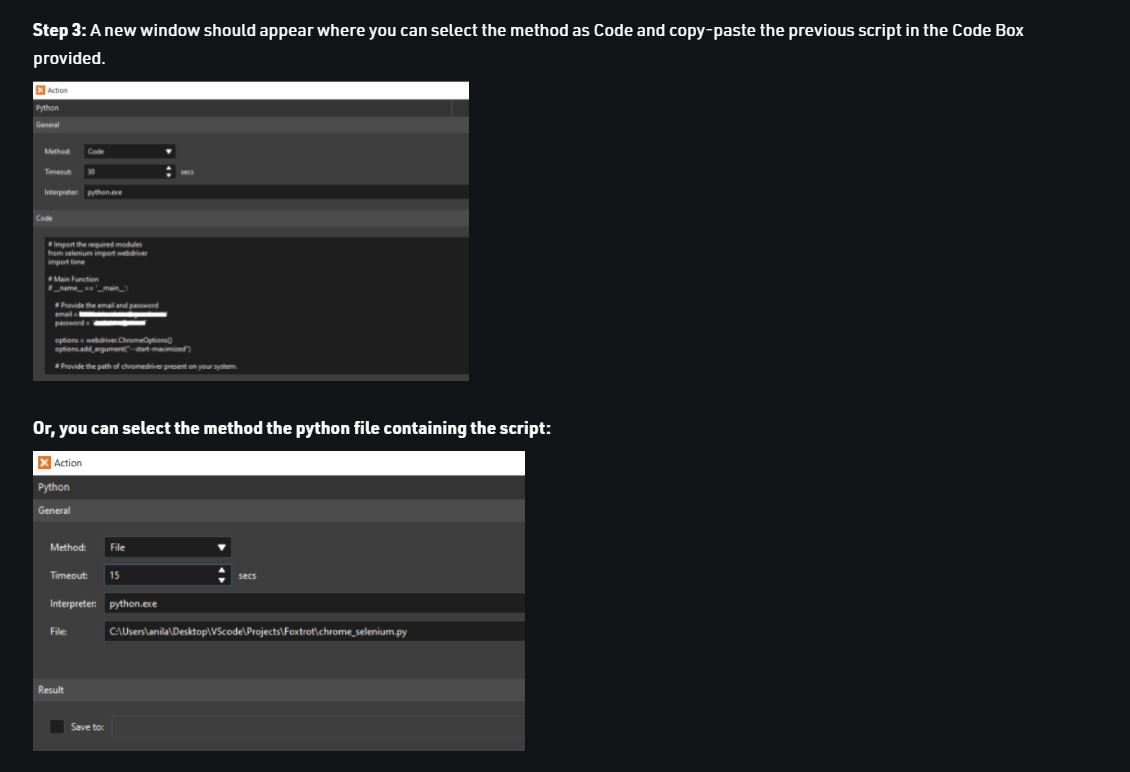 Step 3: A new window should appear where you can select the method as Code and copy-paste the previous script in the Code Box
provided.
Action
Python
General
Method: Code
Timeout: 30 secs
Interpreter: python.exe
Code
# Import the required modules
from selenium import webdriver
import time
# Main Function
if __name__ == '__main__':
# Provide the email and password
email =
password = '
options = webdriver.ChromeOptions()
options.add_argument("--start-maximized")
# Provide the path of chromedriver present on your system.
Or, you can select the method the python file containing the script:
Action
Python
General
Method: File
Timeout: 15 secs
Interpreter: python.exe
File: C:\Users\anila\Desktop\VScode\Projects\Foxtrot\chrome_selenium.py
Result
Save to: